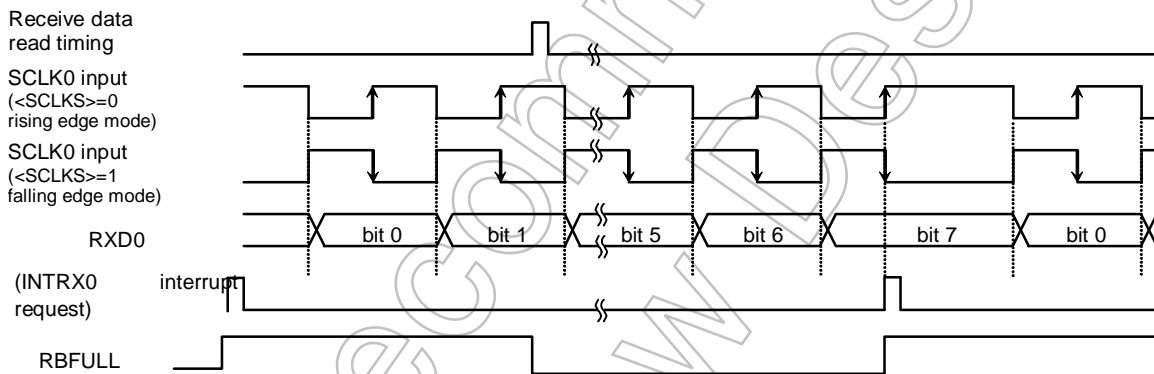 Receive data
read timing
SCLK0 input
(<SCLKS>=0
rising edge mode)
SCLK0 input
(<SCLKS>=1
falling edge mode)
RXD0 bit 0 bit 1 bit 5 bit 6 bit 7 bit 0
(INTRX0 interrupt
request)
RBFULL